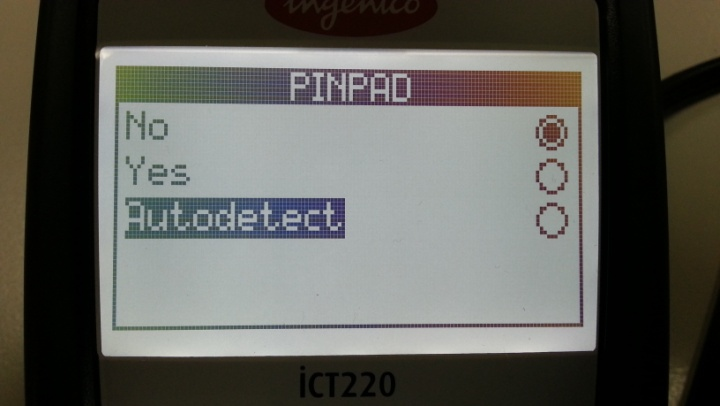 ingenico
PINPAD
No
Yes
Autodetect
iCT220